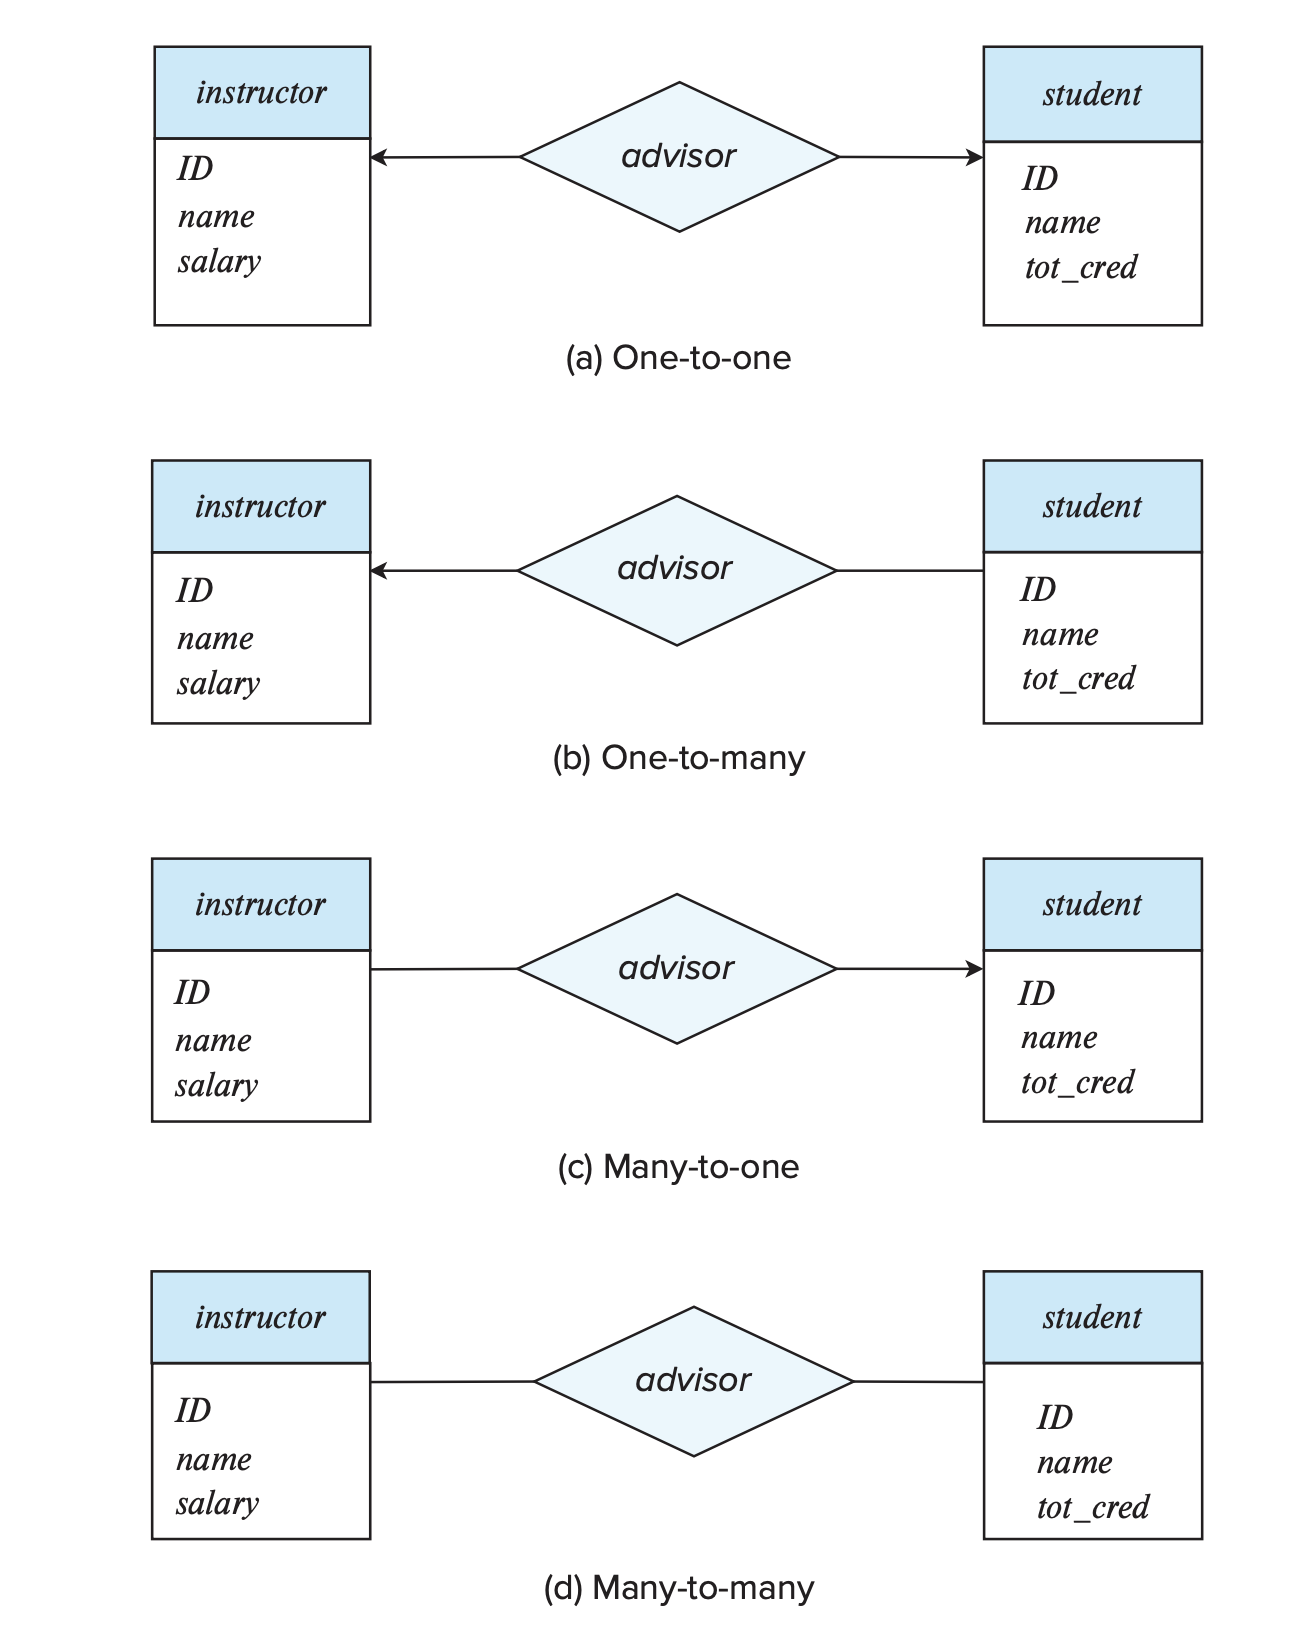 instructor
advisor
student
ID
name
salary
ID
name
tot_cred
(a) One-to-one
instructor
advisor
student
ID
name
salary
ID
name
tot_cred
(b) One-to-many
instructor
advisor
student
ID
name
salary
ID
name
tot_cred
(c) Many-to-one
instructor
advisor
student
ID
name
salary
ID
name
tot_cred
(d) Many-to-many